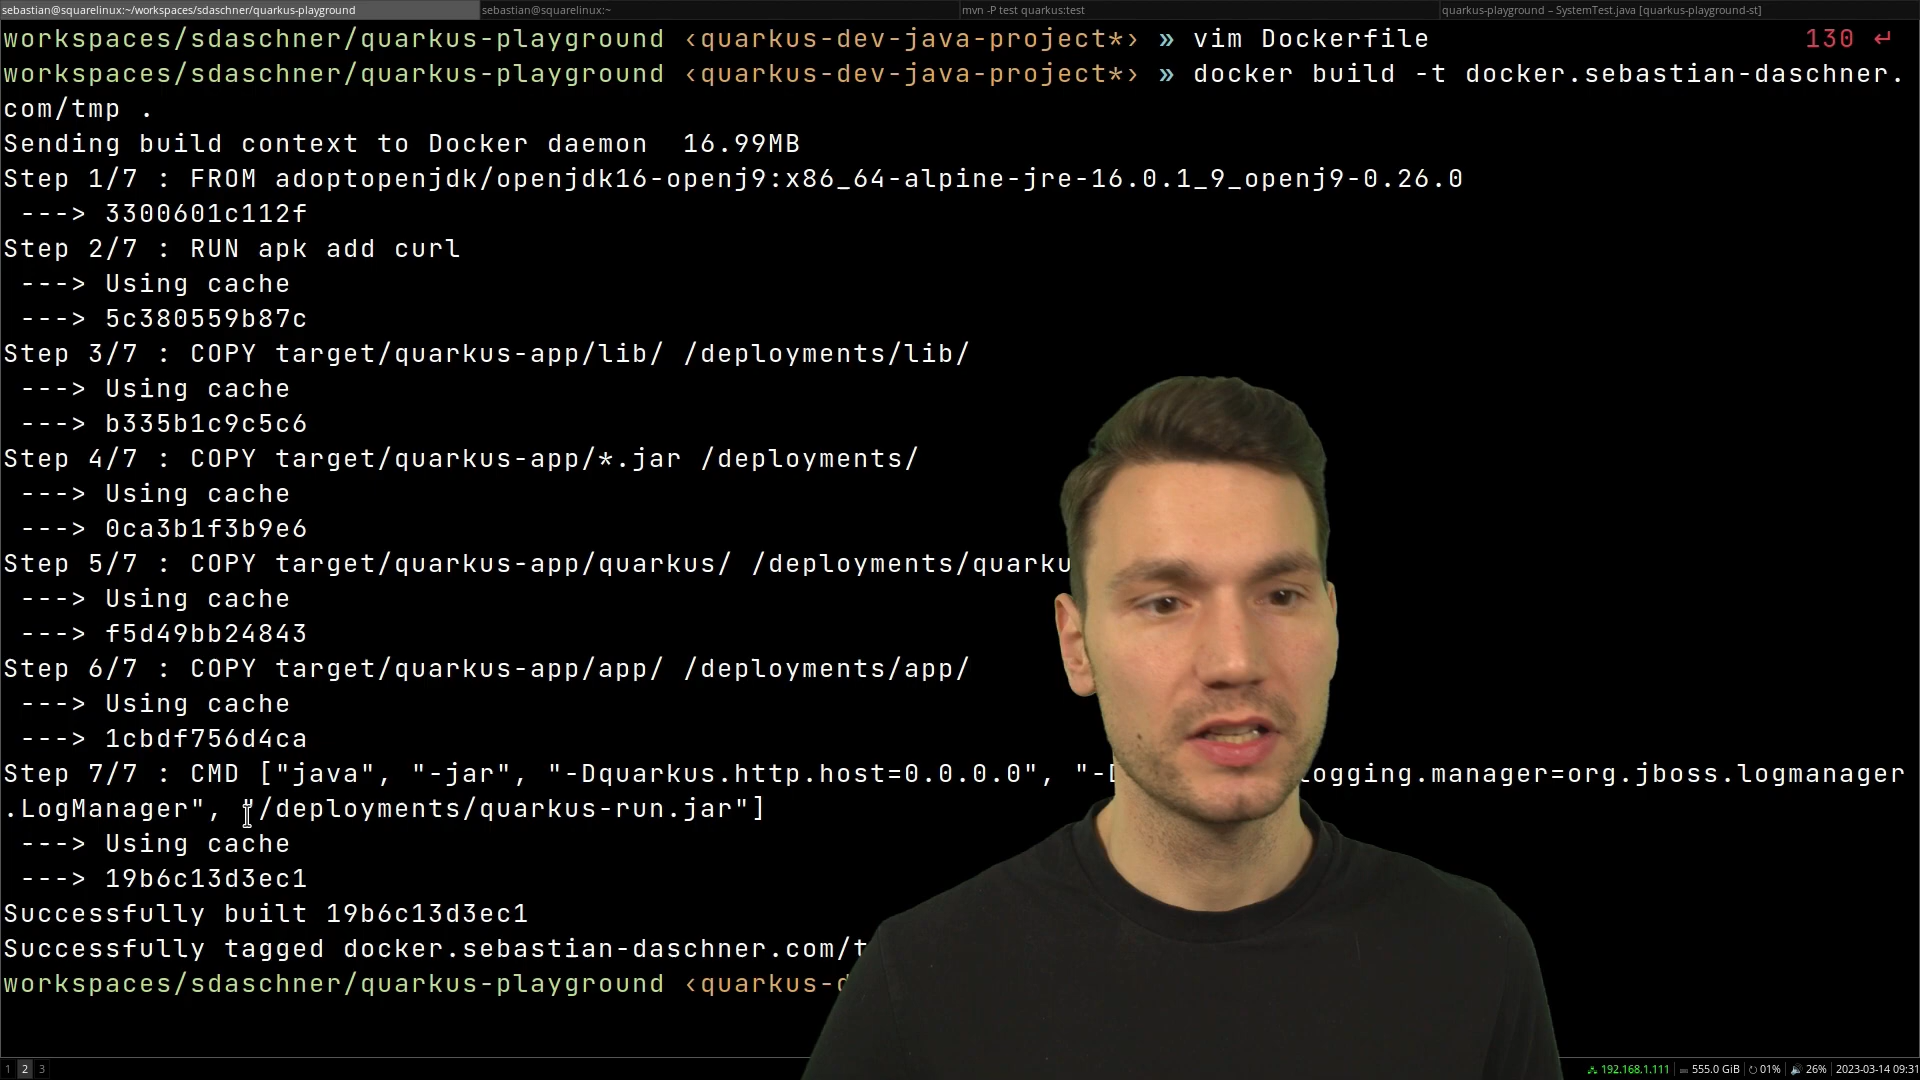 sebastian@squarelinux:~/workspaces/sdaschner/quarkus-playground sebastian@squarelinux:~ mvn -P test quarkus:test quarkus-playground – SystemTest.java [quarkus-playground-st]
workspaces/sdaschner/quarkus-playground ‹quarkus-dev-java-project*› » vim Dockerfile 130 ↵
workspaces/sdaschner/quarkus-playground ‹quarkus-dev-java-project*› » docker build -t docker.sebastian-daschner.
com/tmp .
Sending build context to Docker daemon  16.99MB
Step 1/7 : FROM adoptopenjdk/openjdk16-openj9:x86_64-alpine-jre-16.0.1_9_openj9-0.26.0
 ---> 3300601c112f
Step 2/7 : RUN apk add curl
 ---> Using cache
 ---> 5c380559b87c
Step 3/7 : COPY target/quarkus-app/lib/ /deployments/lib/
 ---> Using cache
 ---> b335b1c9c5c6
Step 4/7 : COPY target/quarkus-app/*.jar /deployments/
 ---> Using cache
 ---> 0ca3b1f3b9e6
Step 5/7 : COPY target/quarkus-app/quarkus/ /deployments/quarku
 ---> Using cache
 ---> f5d49bb24843
Step 6/7 : COPY target/quarkus-app/app/ /deployments/app/
 ---> Using cache
 ---> 1cbdf756d4ca
Step 7/7 : CMD ["java", "-jar", "-Dquarkus.http.host=0.0.0.0", "-D logging.manager=org.jboss.logmanager
.LogManager", "/deployments/quarkus-run.jar"]
 ---> Using cache
 ---> 19b6c13d3ec1
Successfully built 19b6c13d3ec1
Successfully tagged docker.sebastian-daschner.com/t
workspaces/sdaschner/quarkus-playground ‹quarkus-d
1 2 3 192.168.1.111 555.0 GiB 01% 26% 2023-03-14 09:31